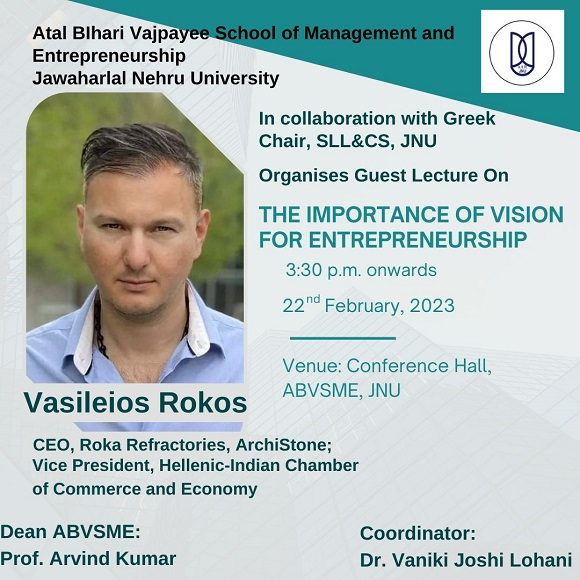 Atal BIhari Vajpayee School of Management and
Entrepreneurship
Jawaharlal Nehru University
In collaboration with Greek
Chair, SLL&CS, JNU
Organises Guest Lecture On
THE IMPORTANCE OF VISION
FOR ENTREPRENEURSHIP
3:30 p.m. onwards
22nd February, 2023
Venue: Conference Hall,
ABVSME, JNU
Vasileios Rokos
CEO, Roka Refractories, ArchiStone;
Vice President, Hellenic-Indian Chamber
of Commerce and Economy
Dean ABVSME:
Prof. Arvind Kumar
Coordinator:
Dr. Vaniki Joshi Lohani